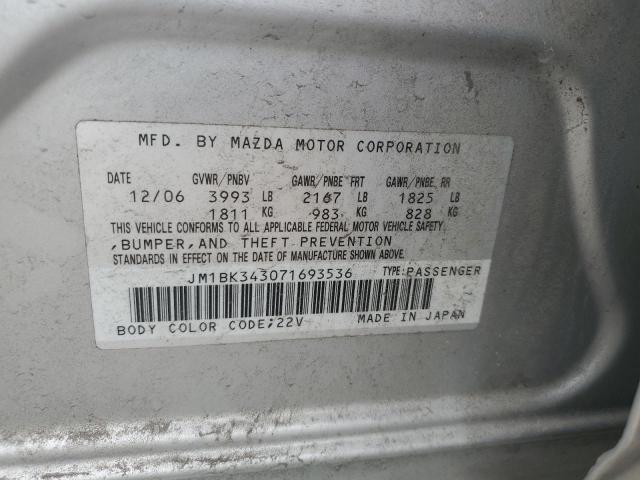 MFD. BY MAZDA MOTOR CORPORATION
DATE GVWR/PNBV GAWR/PNBE FRT GAWR/PNBE RR
12/06 3993 LB 2167 LB 1825 LB
1811 KG 983 KG 828 KG
THIS VEHICLE CONFORMS TO ALL APPLICABLE FEDERAL MOTOR VEHICLE SAFETY
,BUMPER,AND THEFT PREVENTION
STANDARDS IN EFFECT ON THE DATE OF MANUFACTURE SHOWN ABOVE.
JM1BK343071693536 TYPE:PASSENGER
BODY COLOR CODE;22V MADE IN JAPAN